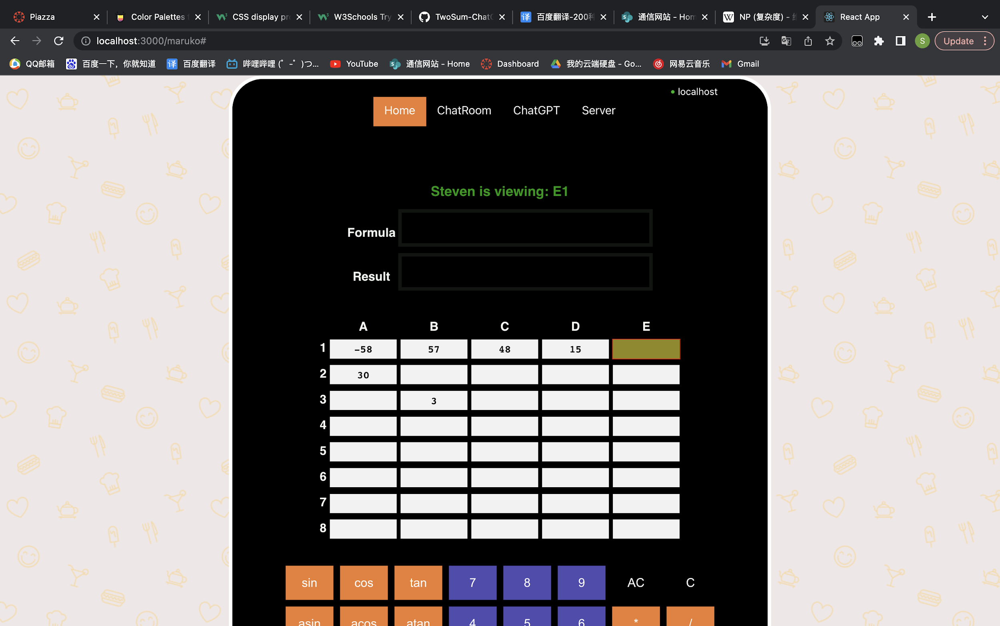 Piazza
Color Palettes f
CSS display pr
W3Schools Try
TwoSum-Chat
百度翻译-200种
通信网站 - Hom
NP (复杂度) -
React App
localhost:3000/maruko#
S
Update
QQ邮箱
百度一下，你就知道
译 百度翻译
哔哩哔哩 (゜-゜)つ...
YouTube
通信网站 - Home
Dashboard
我的云端硬盘 - Go...
网易云音乐
Gmail
localhost
Home ChatRoom ChatGPT Server
Steven is viewing: E1
Formula
Result
A B C D E
1 -58 57 48 15
2 30
3 3
4
5
6
7
8
sin cos tan 7 8 9 AC C
asin acos atan 4 5 6 * /